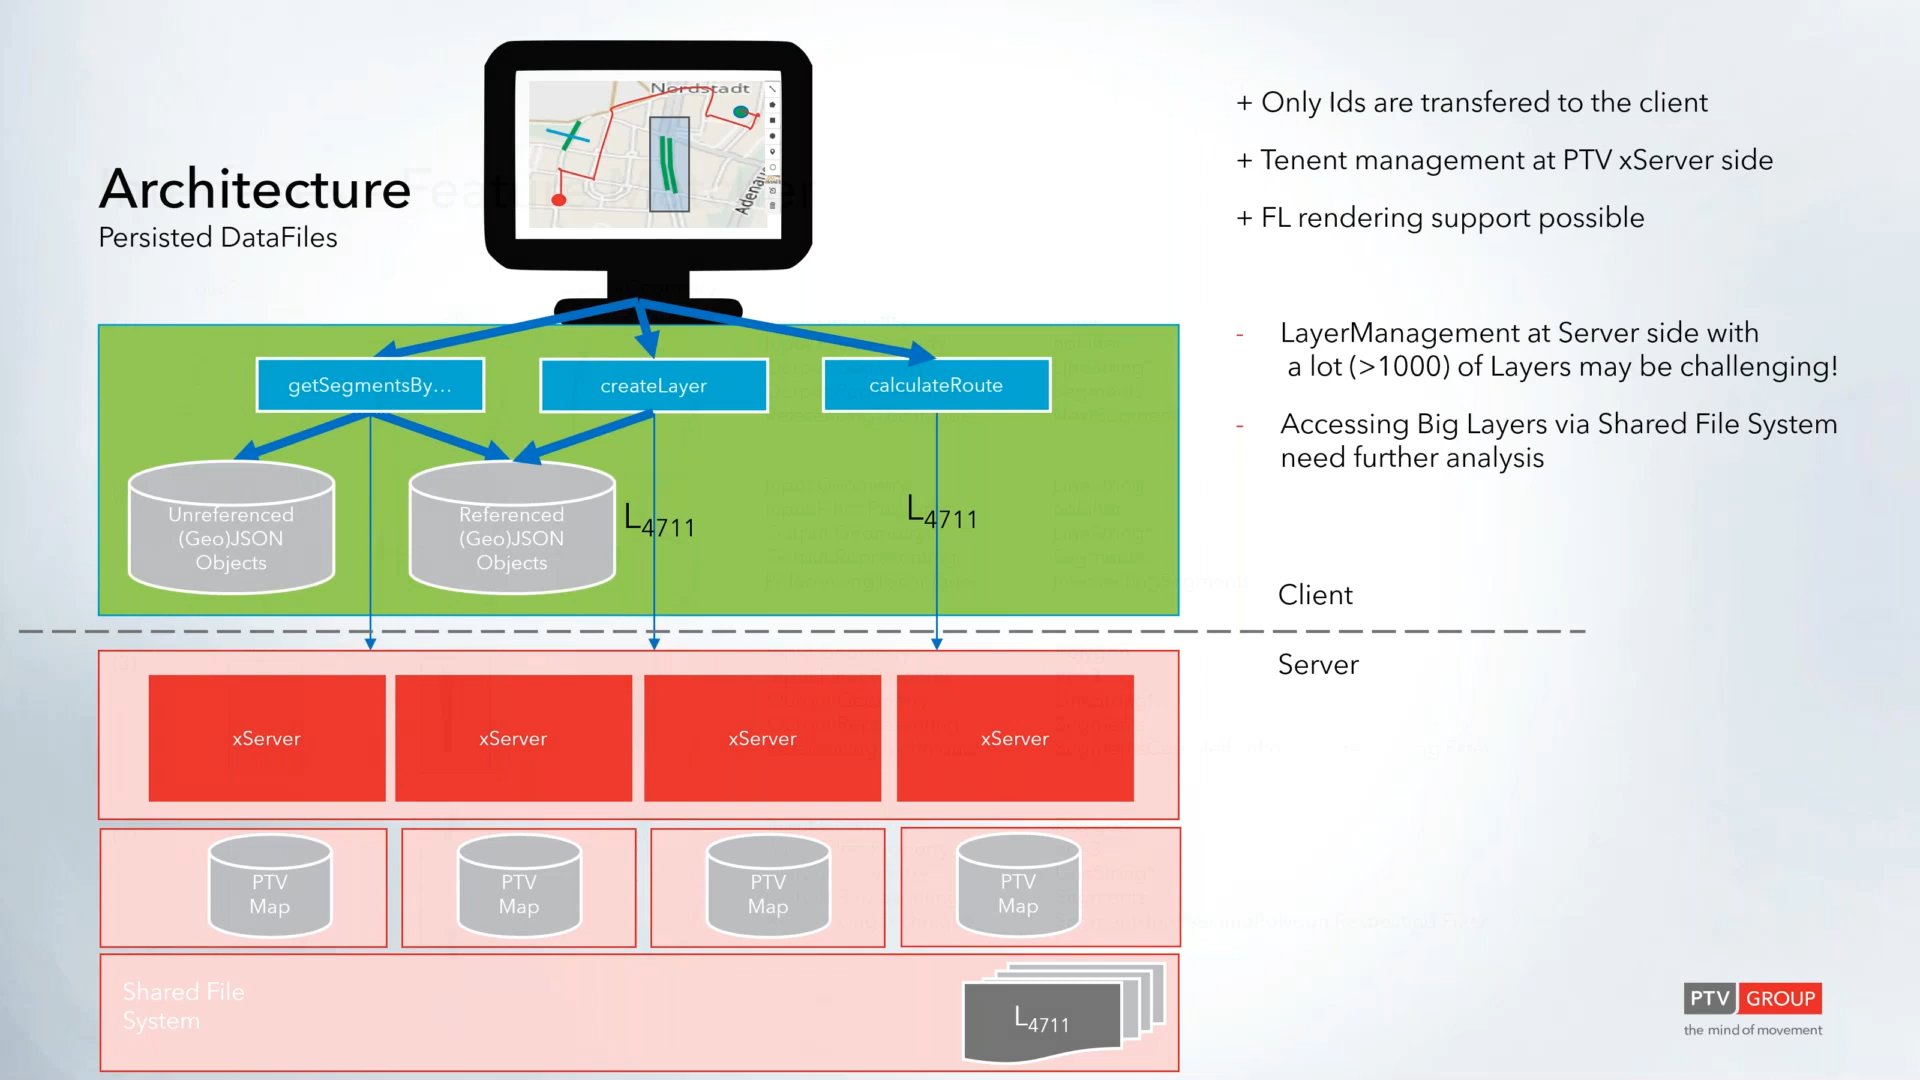 Architecture
Persisted DataFiles
Nordstadt
Adenau
+ Only Ids are transfered to the client
+ Tenent management at PTV xServer side
+ FL rendering support possible
- LayerManagement at Server side with
a lot (>1000) of Layers may be challenging!
- Accessing Big Layers via Shared File System
need further analysis
getSegmentsBy...
createLayer
calculateRoute
Unreferenced
(Geo)JSON
Objects
Referenced
(Geo)JSON
Objects
L4711
L4711
Client
Server
xServer
xServer
xServer
xServer
PTV
Map
PTV
Map
PTV
Map
PTV
Map
Shared File
System
L4711
PTV GROUP
the mind of movement